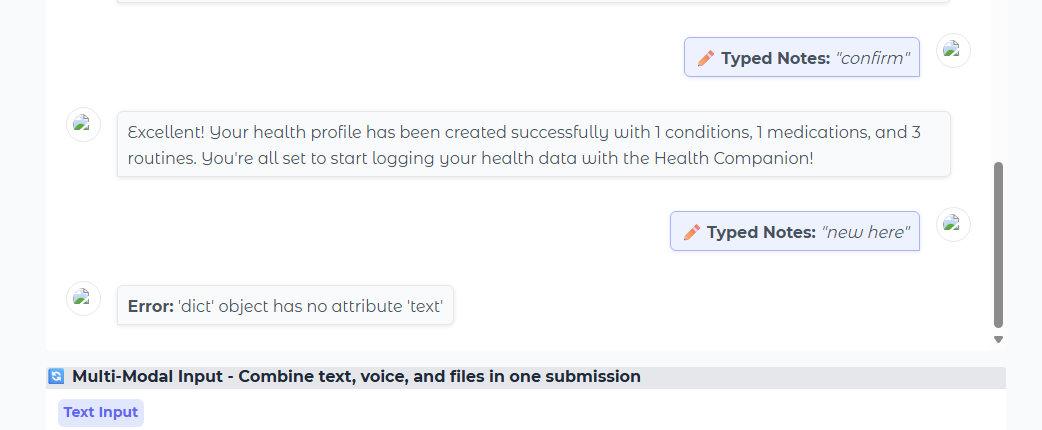 Typed Notes: "confirm"
Excellent! Your health profile has been created successfully with 1 conditions, 1 medications, and 3
routines. You're all set to start logging your health data with the Health Companion!
Typed Notes: "new here"
Error: 'dict' object has no attribute 'text'
Multi-Modal Input - Combine text, voice, and files in one submission
Text Input